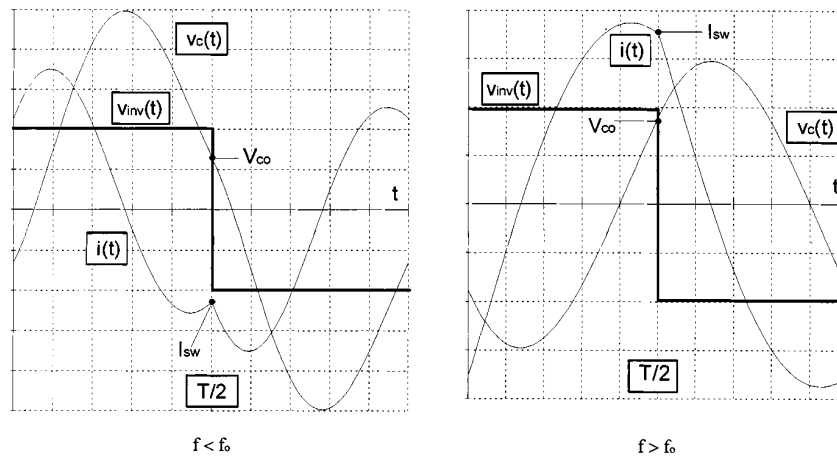 vc(t)
vinv(t)
Vco
t
i(t)
Isw
T/2
f < fo
Isw
i(t)
vinv(t)
Vco
vc(t)
t
T/2
f > fo